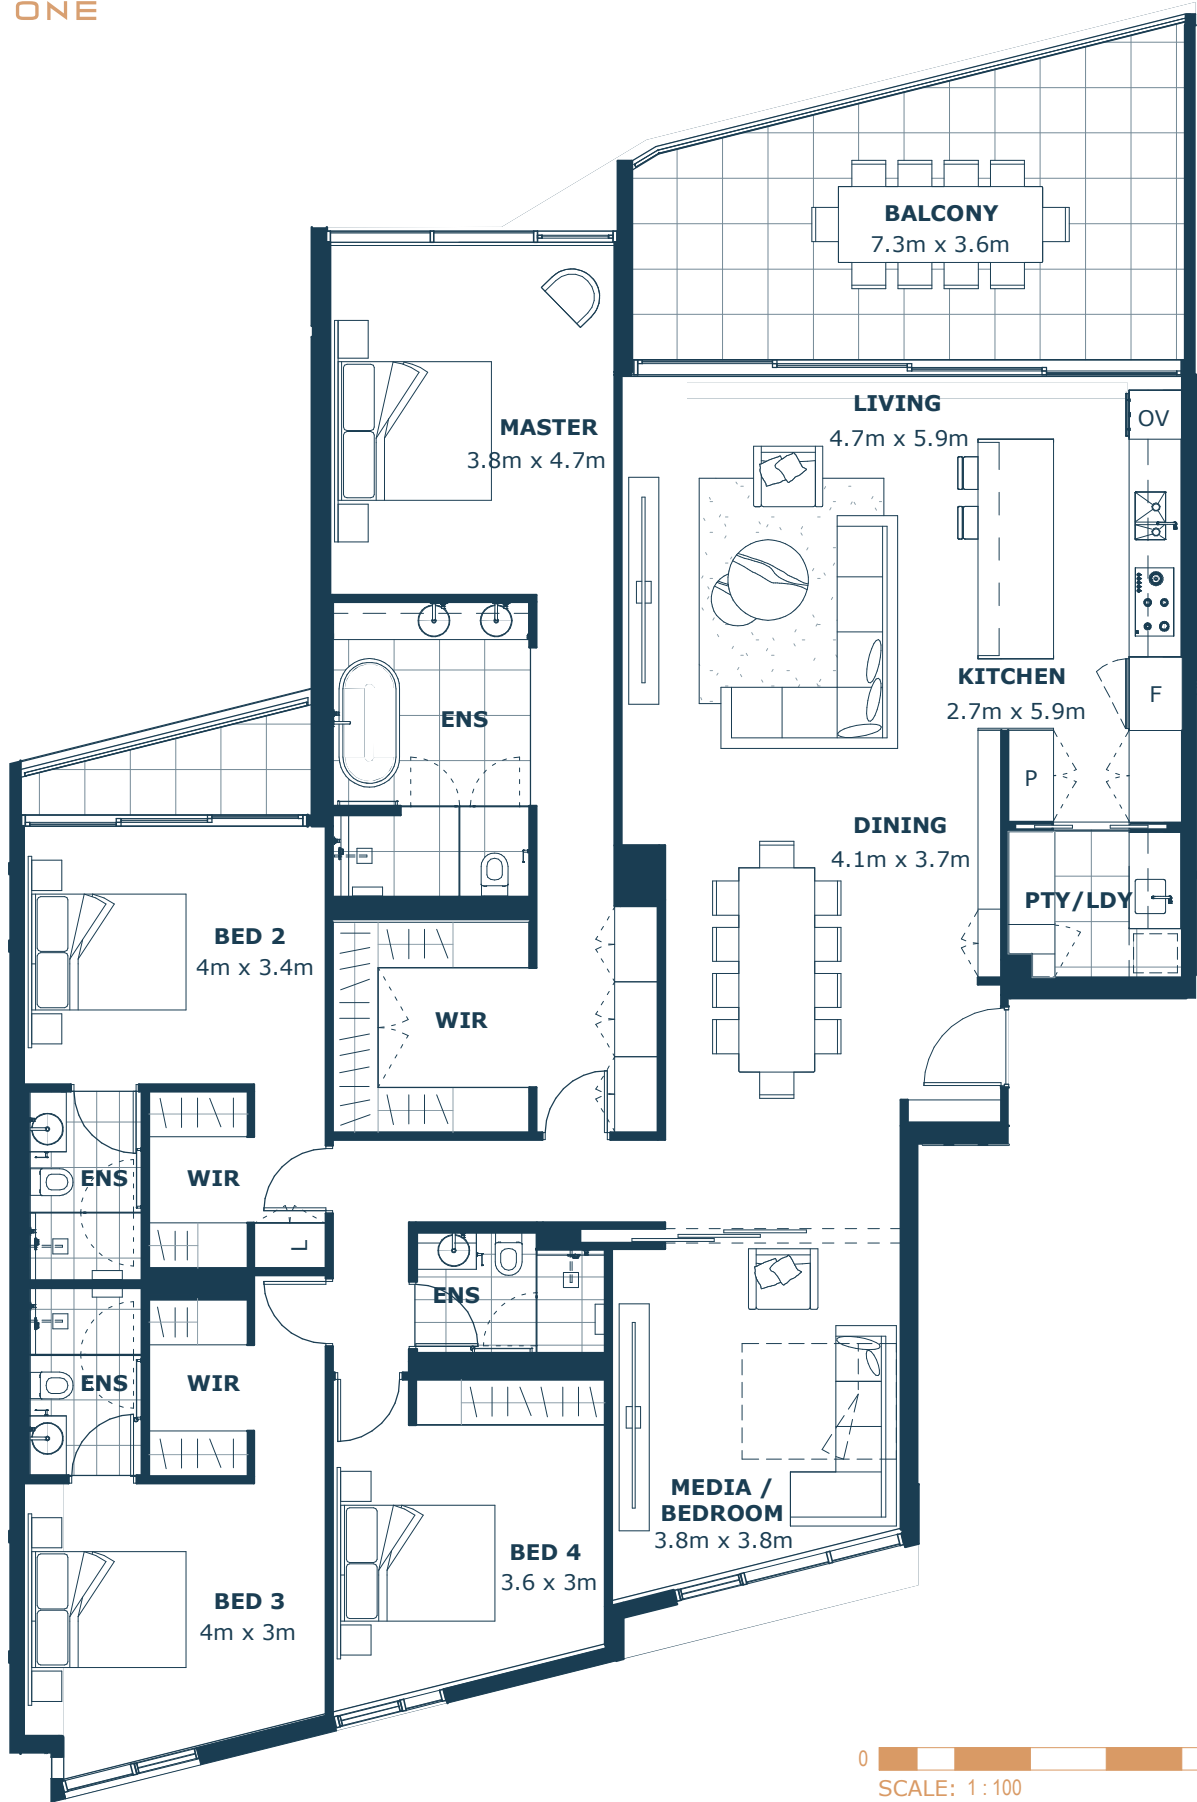 ONE
BALCONY
7.3m x 3.6m
LIVING
4.7m x 5.9m
OV
MASTER
3.8m x 4.7m
KITCHEN
2.7m x 5.9m
F
ENS
P
DINING
4.1m x 3.7m
PTY/LDY
BED 2
4m x 3.4m
WIR
ENS
WIR
L
ENS
ENS
WIR
MEDIA /
BEDROOM
3.8m x 3.8m
BED 4
3.6 x 3m
BED 3
4m x 3m
0
SCALE: 1 : 100